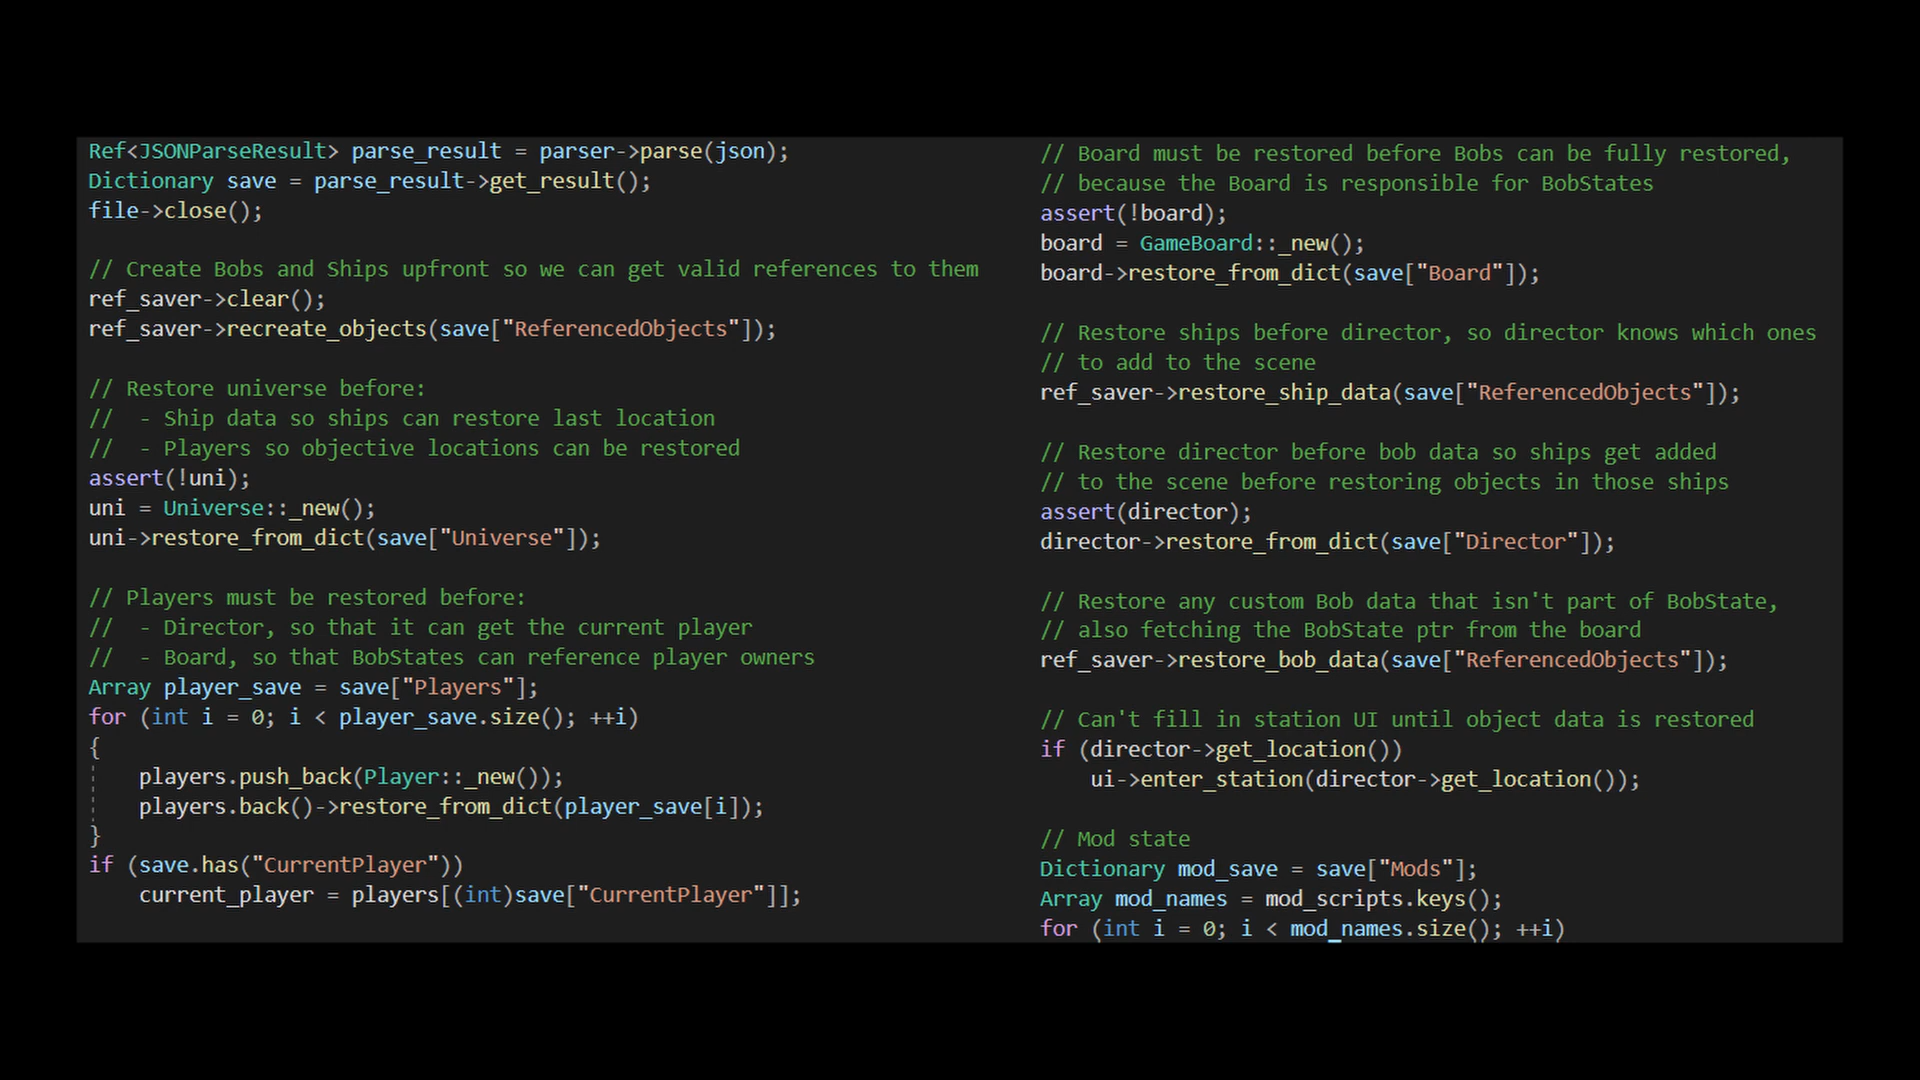 Ref<JSONParseResult> parse_result = parser->parse(json);
Dictionary save = parse_result->get_result();
file->close();

// Create Bobs and Ships upfront so we can get valid references to them
ref_saver->clear();
ref_saver->recreate_objects(save["ReferencedObjects"]);

// Restore universe before:
//  - Ship data so ships can restore last location
//  - Players so objective locations can be restored
assert(!uni);
uni = Universe::_new();
uni->restore_from_dict(save["Universe"]);

// Players must be restored before:
//  - Director, so that it can get the current player
//  - Board, so that BobStates can reference player owners
Array player_save = save["Players"];
for (int i = 0; i < player_save.size(); ++i)
{
    players.push_back(Player::_new());
    players.back()->restore_from_dict(player_save[i]);
}
if (save.has("CurrentPlayer"))
    current_player = players[(int)save["CurrentPlayer"]];

// Board must be restored before Bobs can be fully restored,
// because the Board is responsible for BobStates
assert(!board);
board = GameBoard::_new();
board->restore_from_dict(save["Board"]);

// Restore ships before director, so director knows which ones
// to add to the scene
ref_saver->restore_ship_data(save["ReferencedObjects"]);

// Restore director before bob data so ships get added
// to the scene before restoring objects in those ships
assert(director);
director->restore_from_dict(save["Director"]);

// Restore any custom Bob data that isn't part of BobState,
// also fetching the BobState ptr from the board
ref_saver->restore_bob_data(save["ReferencedObjects"]);

// Can't fill in station UI until object data is restored
if (director->get_location())
    ui->enter_station(director->get_location());

// Mod state
Dictionary mod_save = save["Mods"];
Array mod_names = mod_scripts.keys();
for (int i = 0; i < mod_names.size(); ++i)